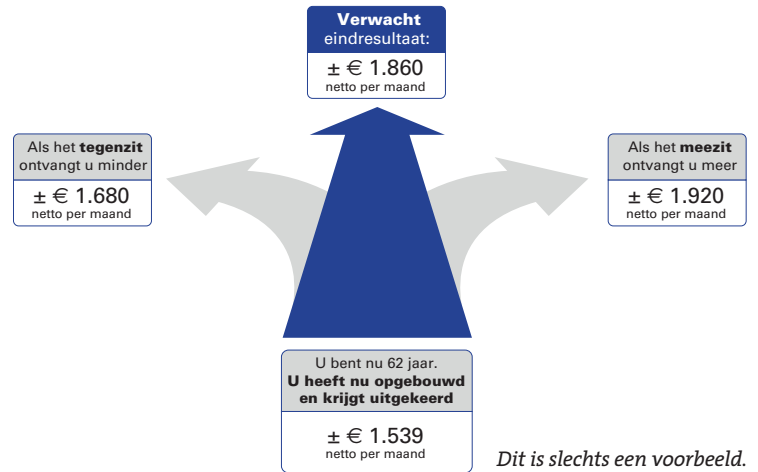 Verwacht
eindresultaat:
± € 1.860
netto per maand
Als het tegenzit
ontvangt u minder
± € 1.680
netto per maand
Als het meezit
ontvangt u meer
± € 1.920
netto per maand
U bent nu 62 jaar.
U heeft nu opgebouwd
en krijgt uitgekeerd
± € 1.539
netto per maand
Dit is slechts een voorbeeld.